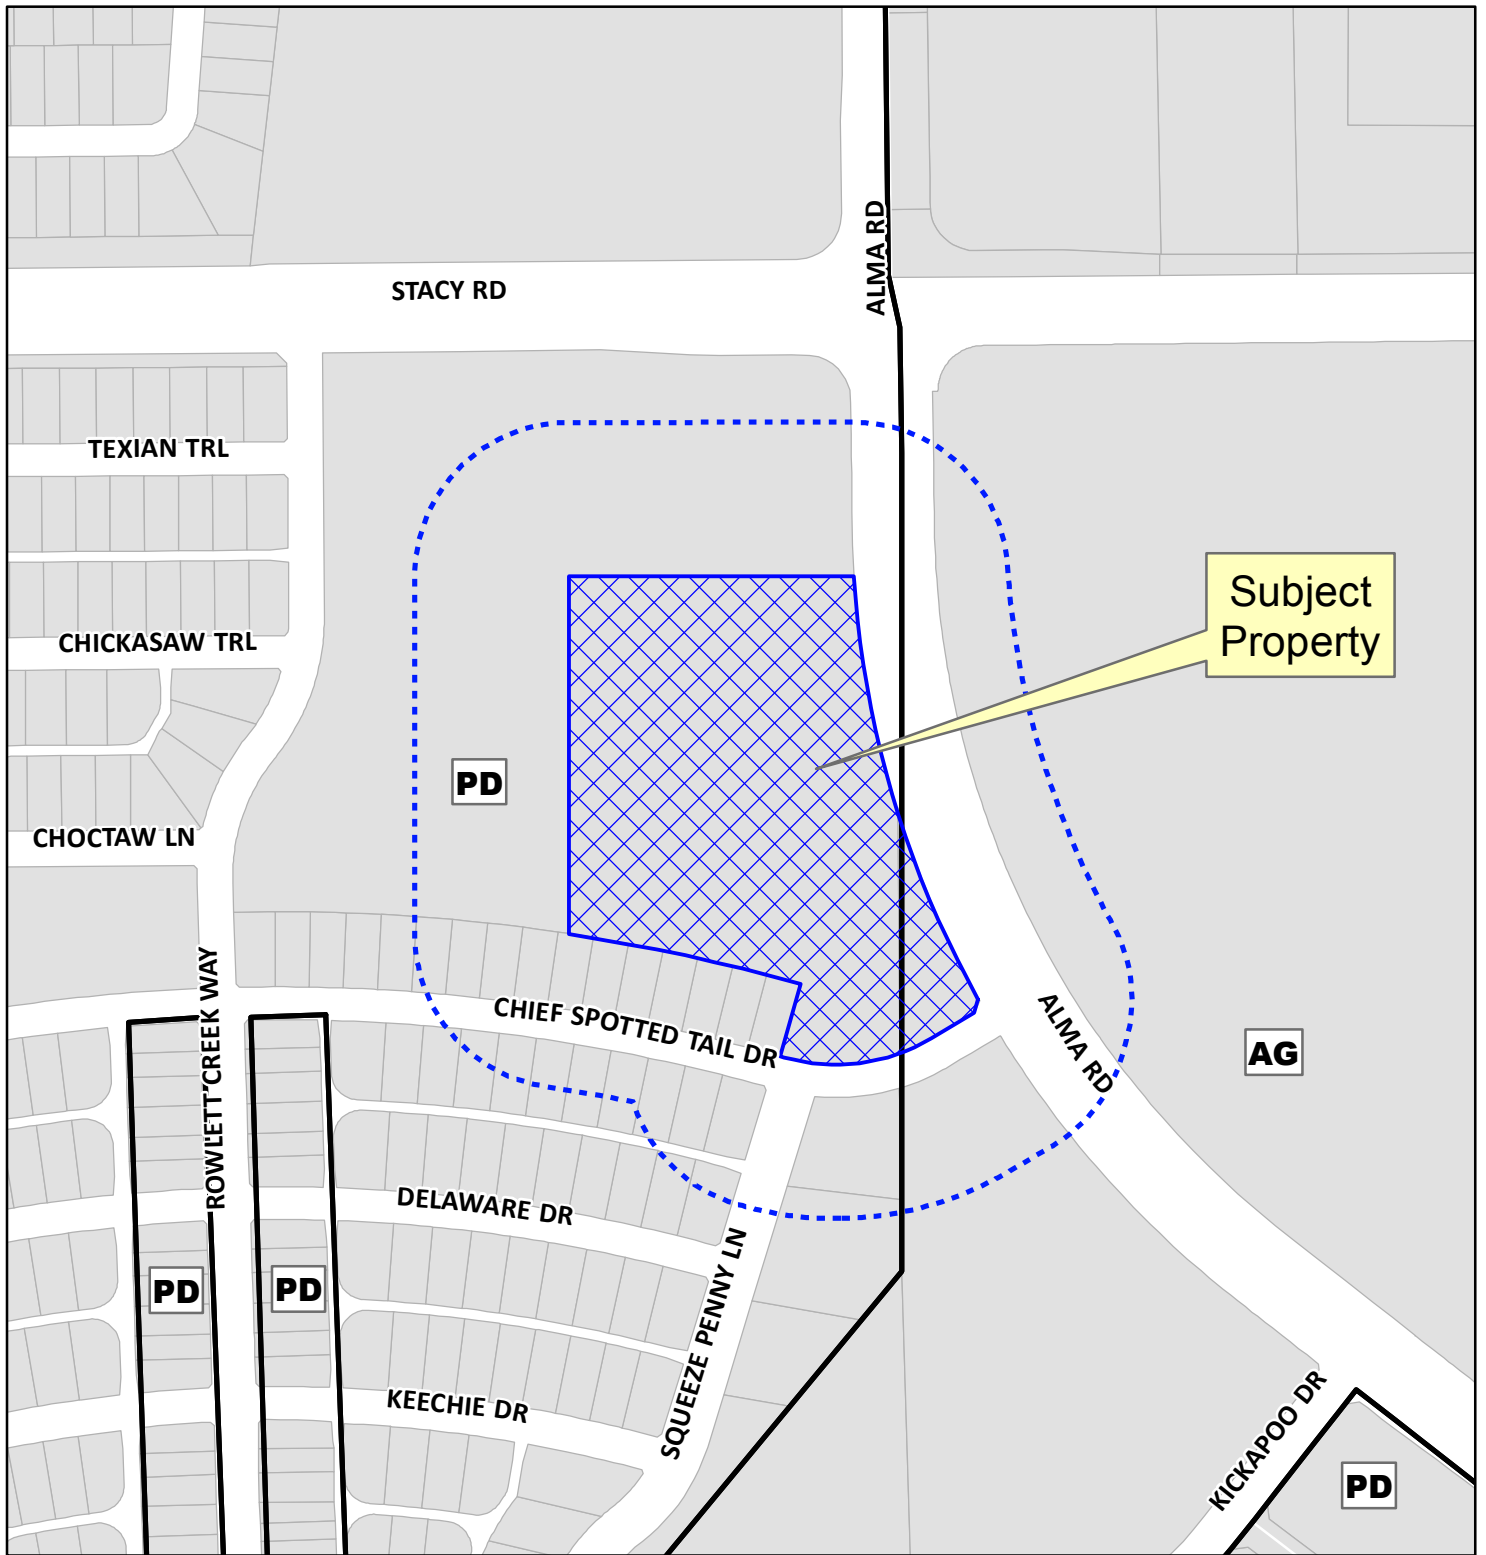 ALMA RD
STACY RD
TEXIAN TRL
Subject
Property
CHICKASAW TRL
PD
CHOCTAW LN
ROWLETT CREEK WAY
CHIEF SPOTTED TAIL DR
ALMA RD
AG
DELAWARE DR
PD
PD
SQUEEZE PENNY LN
KEECHIE DR
KICKAPOO DR
PD